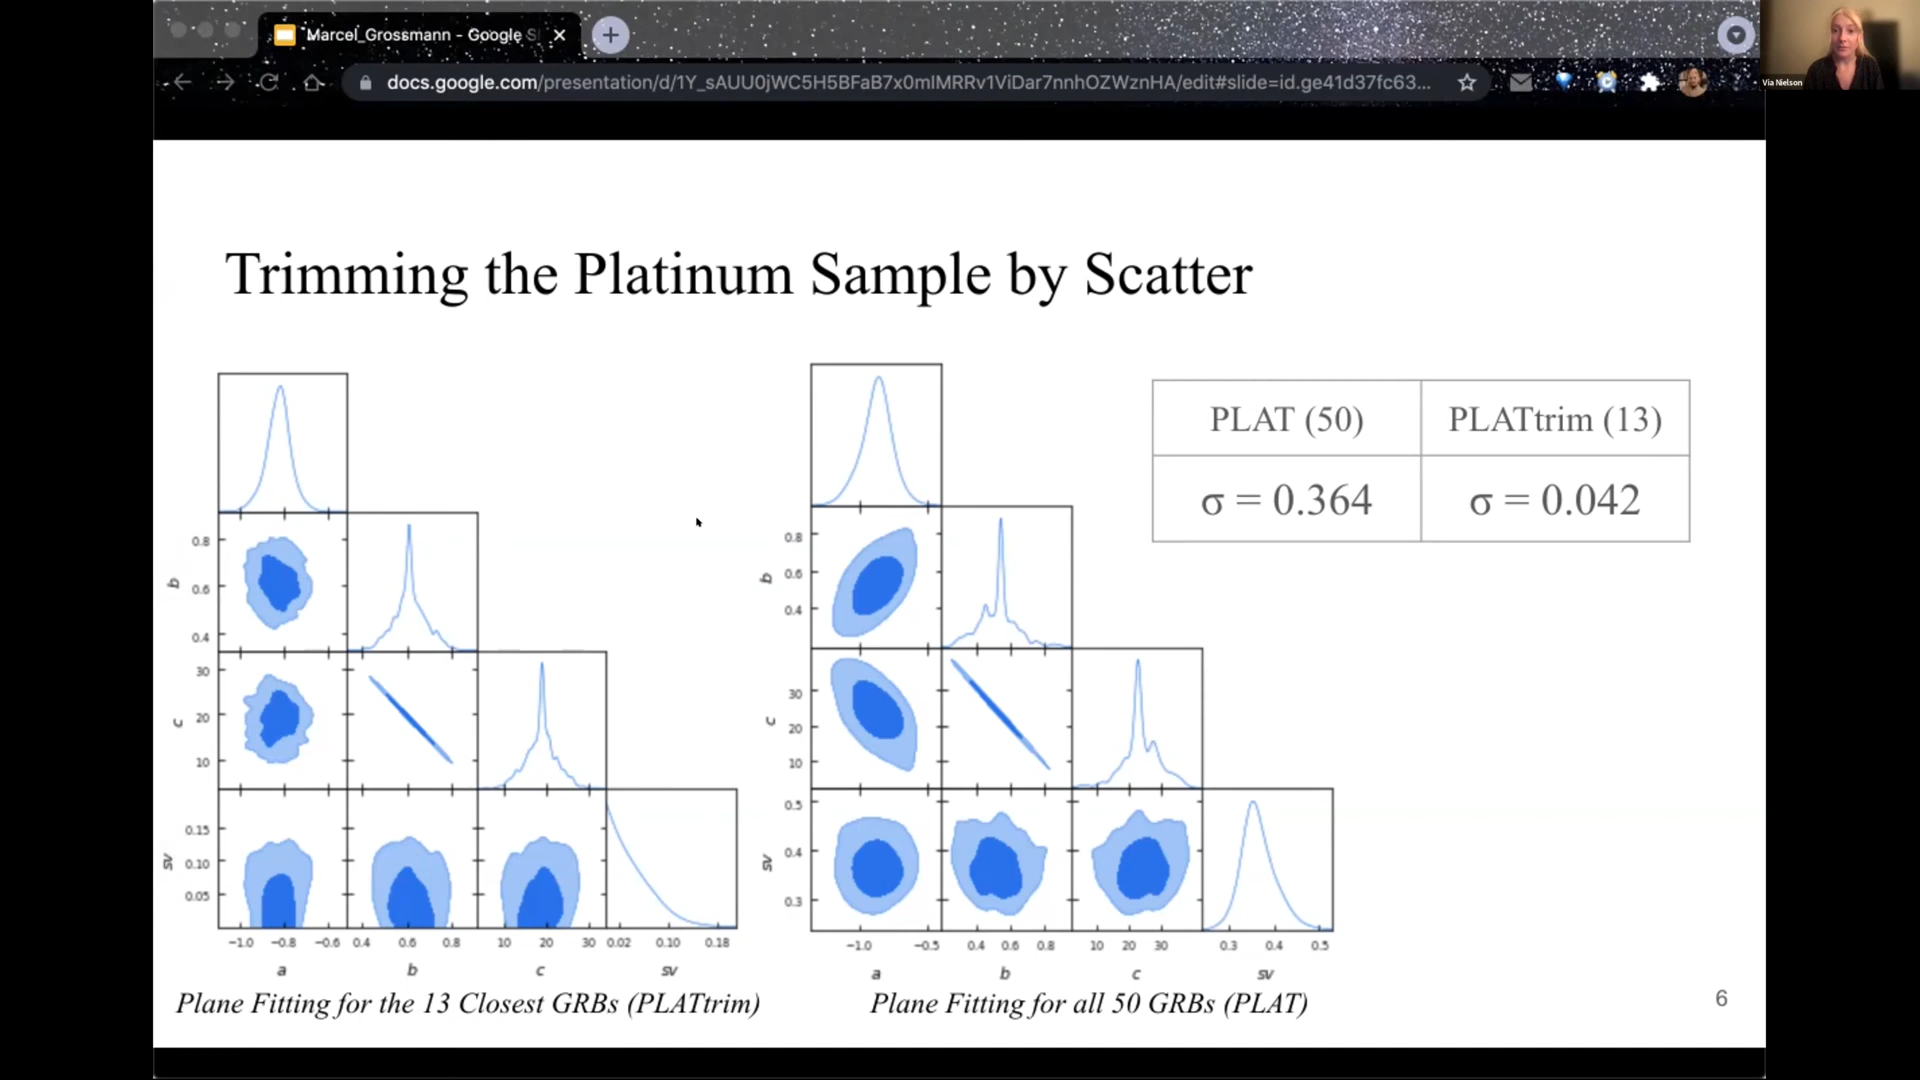 Marcel_Grossmann - Google S
docs.google.com/presentation/d/1Y_sAUU0jWC5H5BFaB7x0mIMRRv1ViDar7nnhOZWznHA/edit#slide=id.ge41d37fc63...
Via Nielson
Trimming the Platinum Sample by Scatter
PLAT (50) PLATtrim (13)
σ = 0.364 σ = 0.042
b 0.8 0.6 0.4
c 30 20 10
sv 0.15 0.10 0.05
−1.0 −0.8 −0.6 0.4 0.6 0.8 10 20 30 0.02 0.10 0.18
a b c sv
Plane Fitting for the 13 Closest GRBs (PLATtrim)
b 0.8 0.6 0.4
c 30 20 10
sv 0.5 0.4 0.3
−1.0 −0.5 0.4 0.6 0.8 10 20 30 0.3 0.4 0.5
a b c sv
Plane Fitting for all 50 GRBs (PLAT)
6